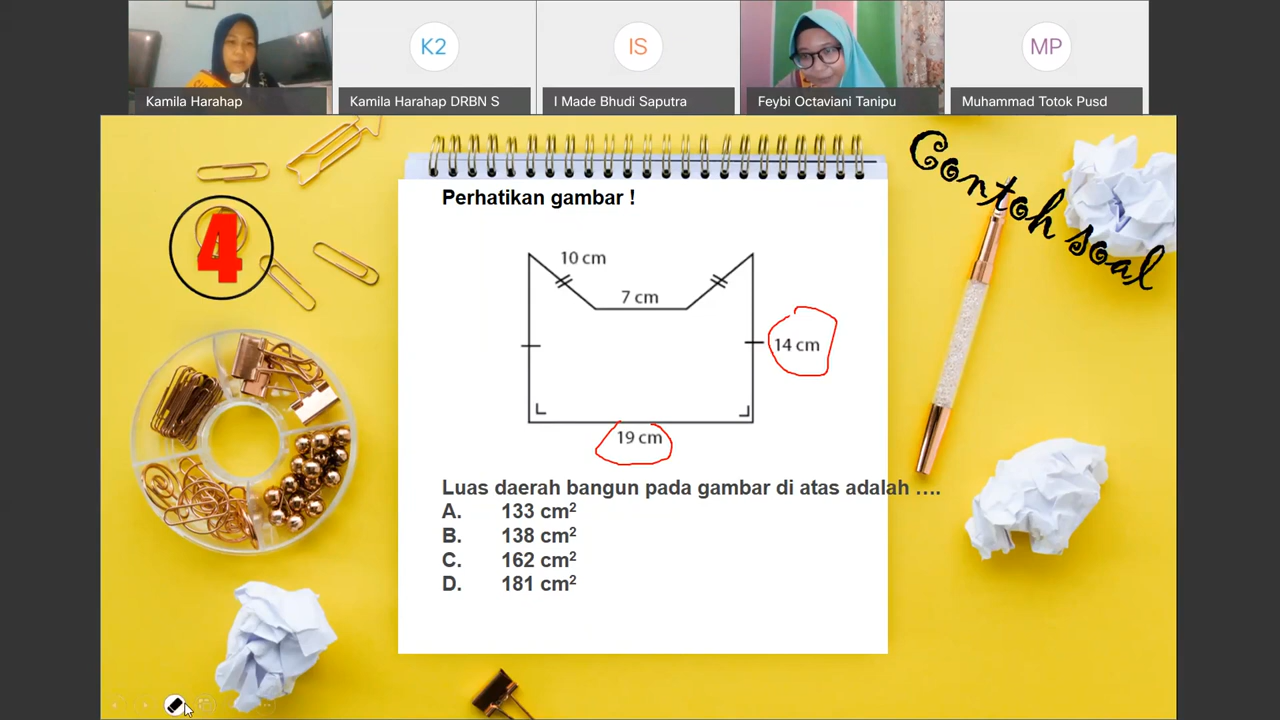 K2
IS
MP
Kamila Harahap
Kamila Harahap DRBN S
I Made Bhudi Saputra
Feybi Octaviani Tanipu
Muhammad Totok Pusd
Contoh soal
4
Perhatikan gambar !
10 cm
7 cm
14 cm
19 cm
Luas daerah bangun pada gambar di atas adalah ....
A. 133 cm²
B. 138 cm²
C. 162 cm²
D. 181 cm²